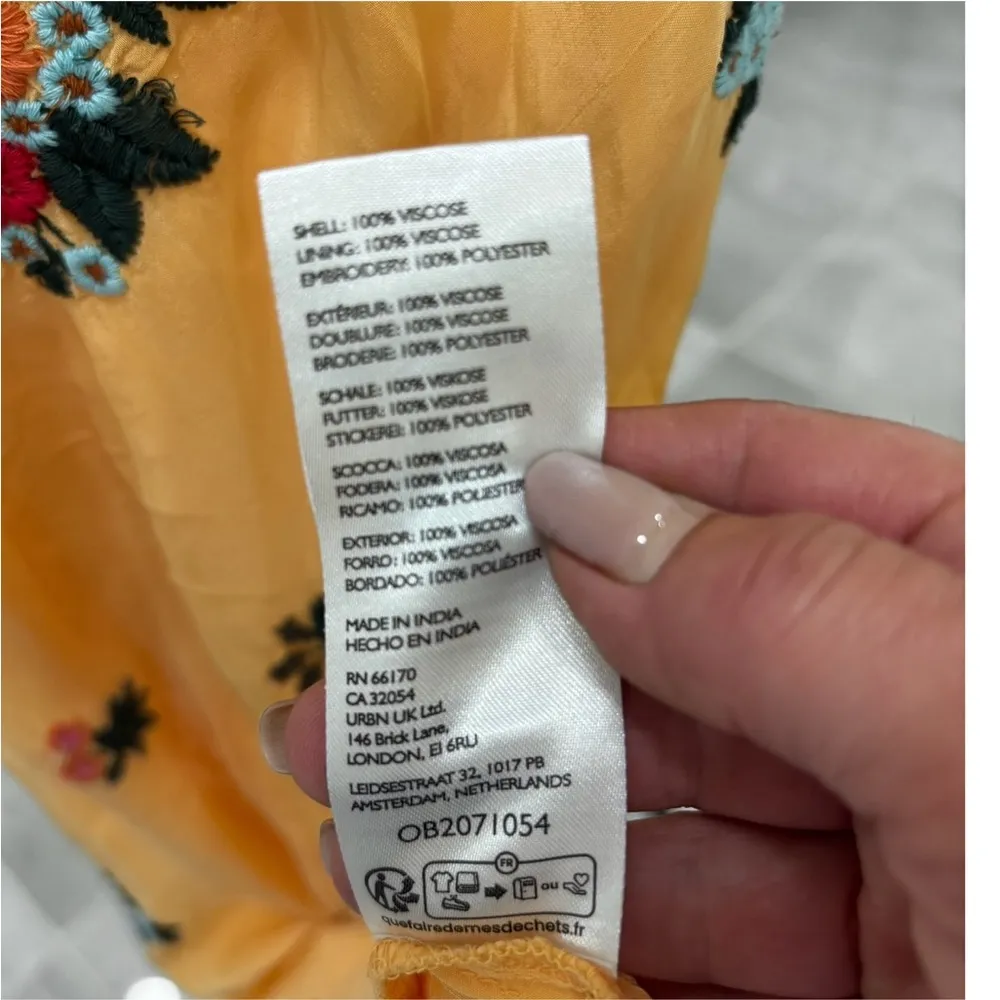 SHELL: 100% VISCOSE
LINING: 100% VISCOSE
EMBROIDERY: 100% POLYESTER
EXTÉRIEUR: 100% VISCOSE
DOUBLURE: 100% VISCOSE
BRODERIE: 100% POLYESTER
SCHALE: 100% VISKOSE
FUTTER: 100% VISKOSE
STICKEREI: 100% POLYESTER
SCOCCA: 100% VISCOSA
FODERA: 100% VISCOSA
RICAMO: 100% POLIESTER
EXTERIOR: 100% VISCOSA
FORRO: 100% VISCOSA
BORDADO: 100% POLIÉSTER
MADE IN INDIA
HECHO EN INDIA
RN 66170
CA 32054
URBN UK Ltd.
146 Brick Lane,
LONDON, E1 6RU
LEIDSESTRAAT 32, 1017 PB
AMSTERDAM, NETHERLANDS
OB2071054
FR
ou
quefairedemesdechets.fr